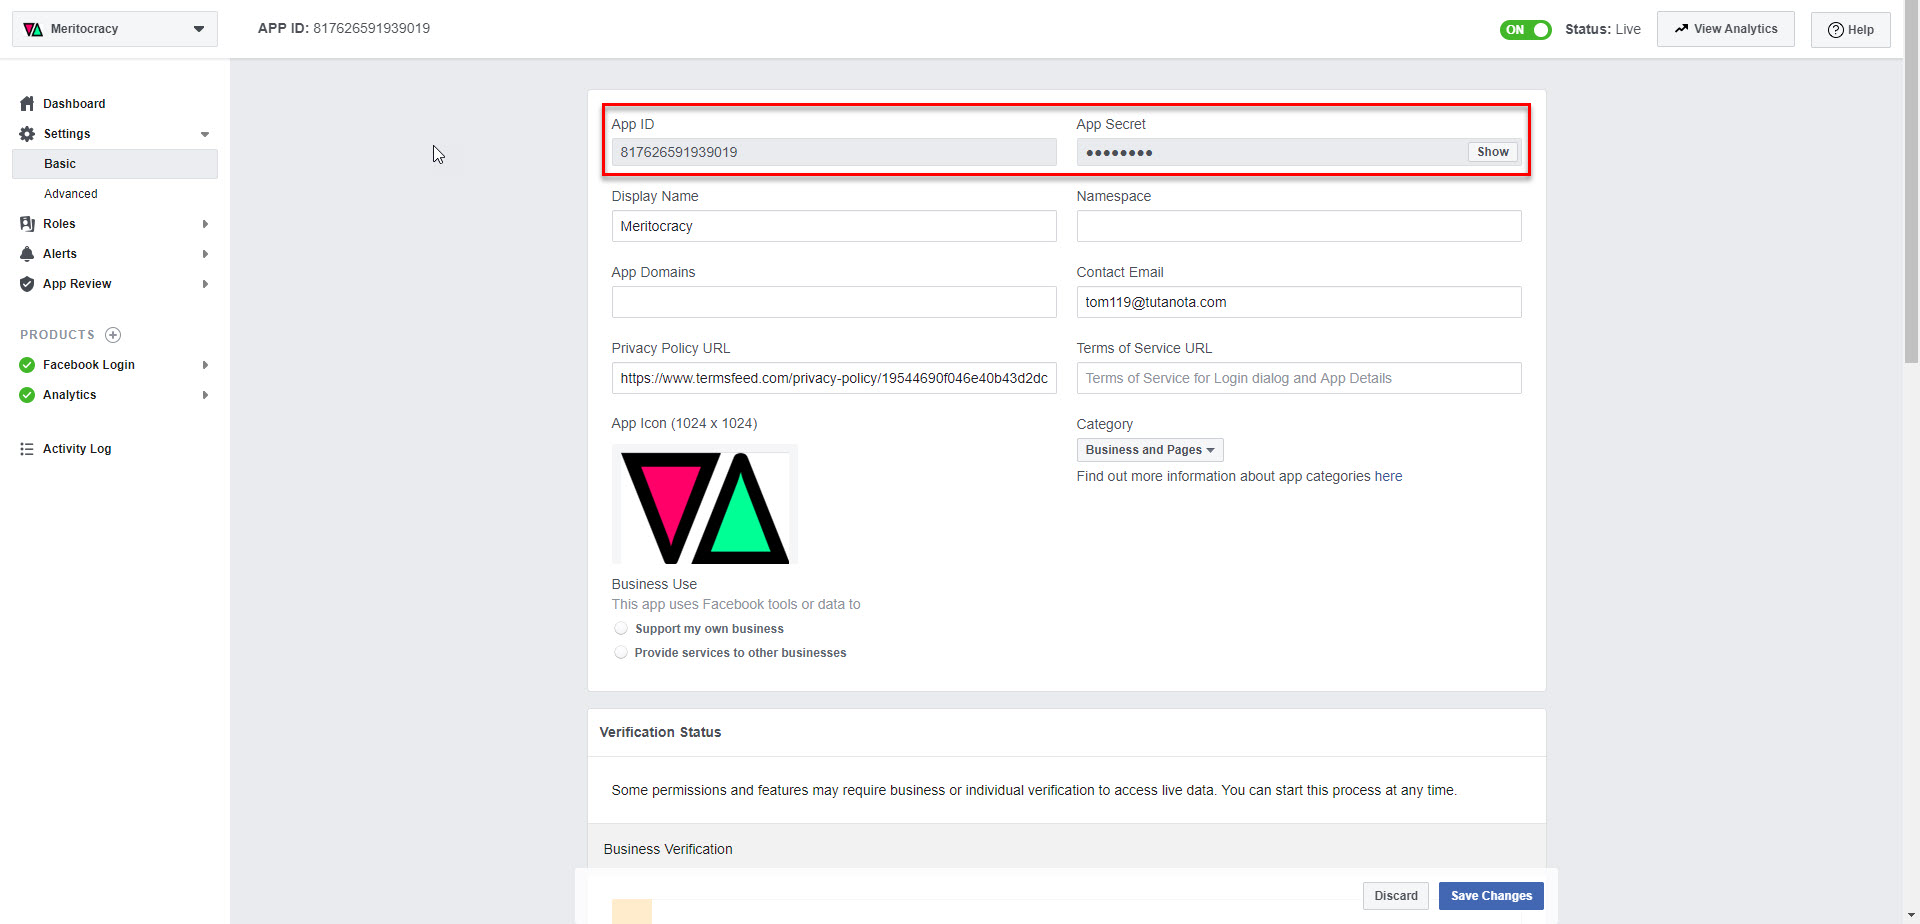 Meritocracy
APP ID: 817626591939019
ON
Status: Live
View Analytics
Help
Dashboard
Settings
Basic
Advanced
Roles
Alerts
App Review
PRODUCTS
Facebook Login
Analytics
Activity Log
App ID
817626591939019
App Secret
••••••••
Show
Display Name
Meritocracy
Namespace
App Domains
Contact Email
tom119@tutanota.com
Privacy Policy URL
https://www.termsfeed.com/privacy-policy/19544690f046e40b43d2dc
Terms of Service URL
Terms of Service for Login dialog and App Details
App Icon (1024 x 1024)
Category
Business and Pages
Find out more information about app categories here
Business Use
This app uses Facebook tools or data to
Support my own business
Provide services to other businesses
Verification Status
Some permissions and features may require business or individual verification to access live data. You can start this process at any time.
Business Verification
Discard
Save Changes